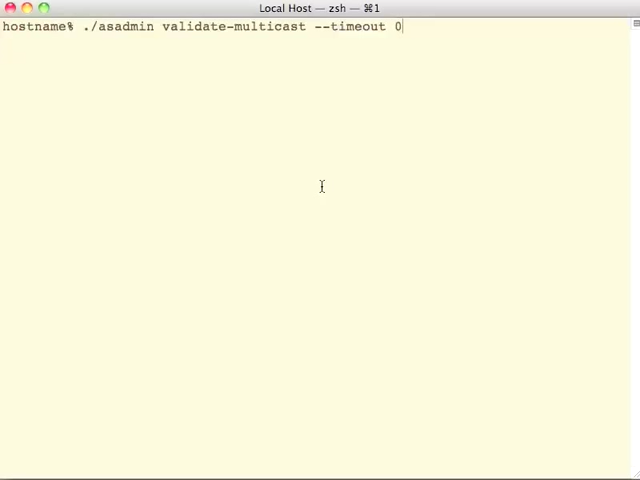 Local Host — zsh — ⌘1
hostname% ./asadmin validate-multicast --timeout 0